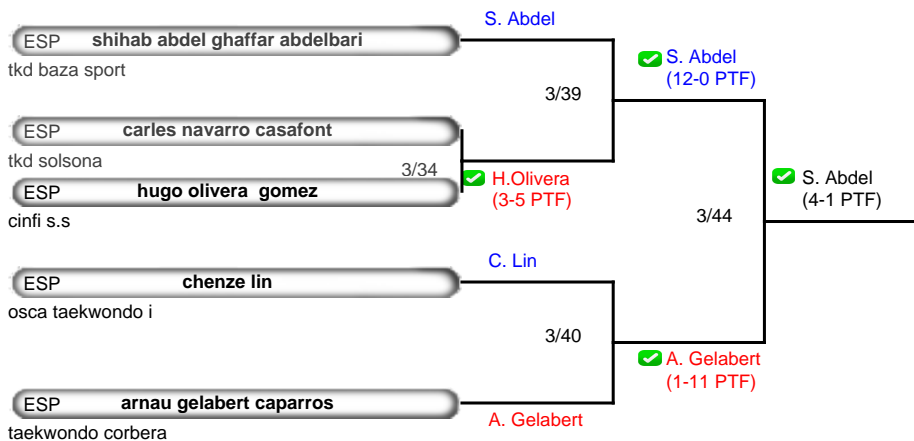 S. Abdel
ESP shihab abdel ghaffar abdelbari
tkd baza sport
S. Abdel
(12-0 PTF)
3/39
ESP carles navarro casafont
tkd solsona
3/34
H.Olivera
(3-5 PTF)
ESP hugo olivera gomez
cinfi s.s
S. Abdel
(4-1 PTF)
3/44
C. Lin
ESP chenze lin
osca taekwondo i
3/40
A. Gelabert
(1-11 PTF)
ESP arnau gelabert caparros
A. Gelabert
taekwondo corbera